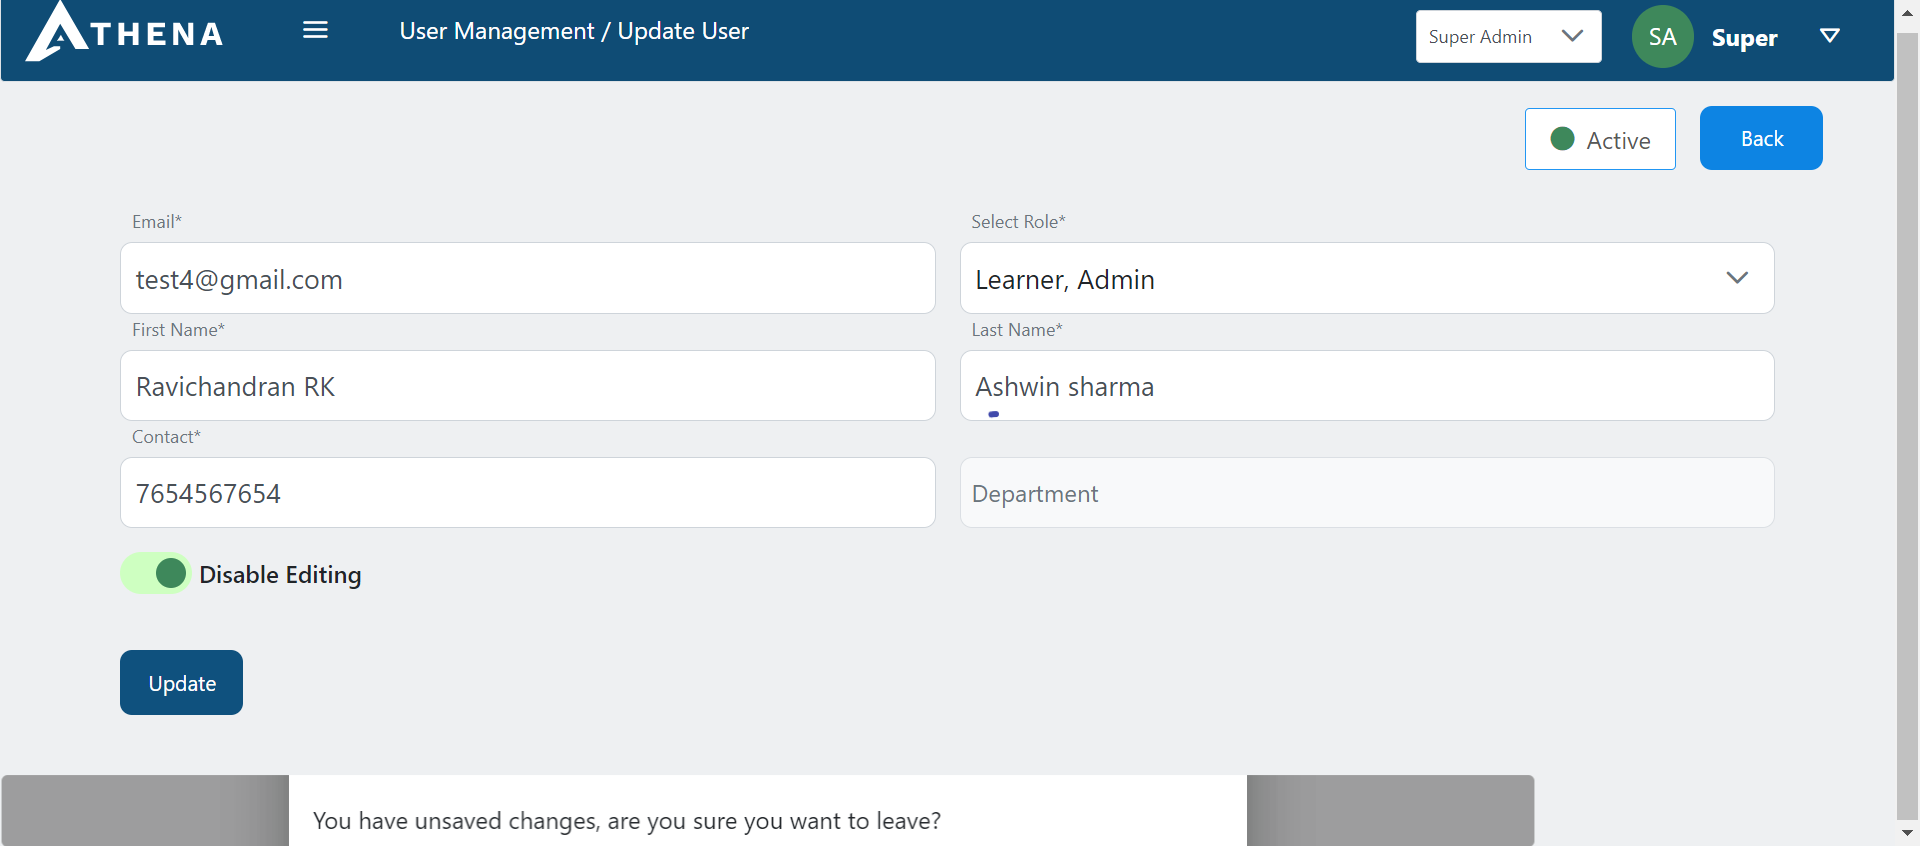 ATHENA
User Management / Update User
Super Admin
SA
Super
Active
Back
Email*
Select Role*
test4@gmail.com
Learner, Admin
First Name*
Last Name*
Ravichandran RK
Ashwin sharma
Contact*
7654567654
Department
Disable Editing
Update
You have unsaved changes, are you sure you want to leave?